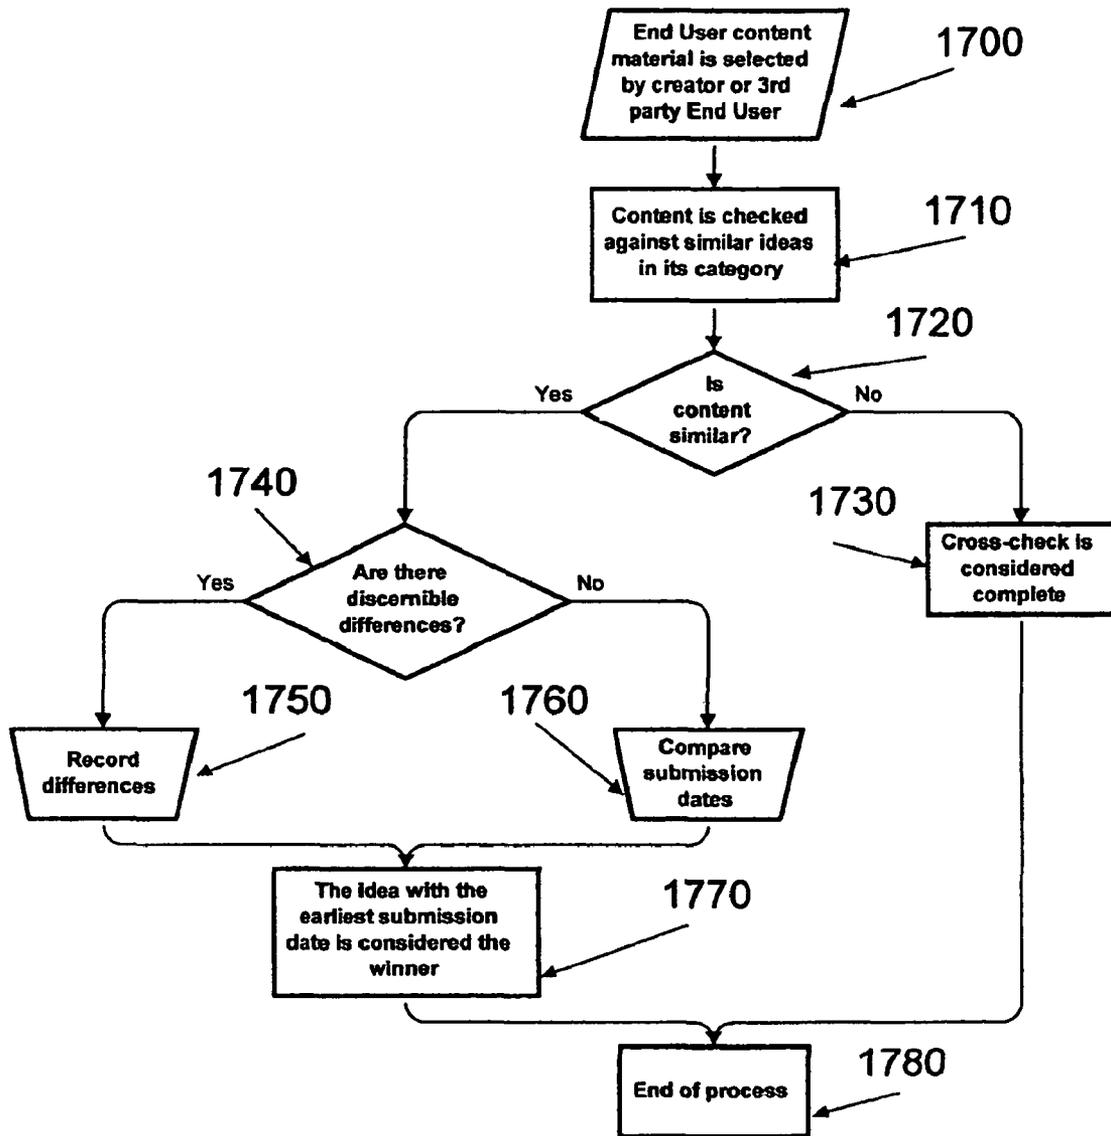 End User content
material is selected
by creator or 3rd
party End User
1700
Content is checked
against similar ideas
in its category
1710
1720
Is
content
similar?
Yes
No
1740
1730
Are there
discernible
differences?
Yes
No
Cross-check is
considered
complete
1750
1760
Record
differences
Compare
submission
dates
The idea with the
earliest submission
date is considered the
winner
1770
End of process
1780